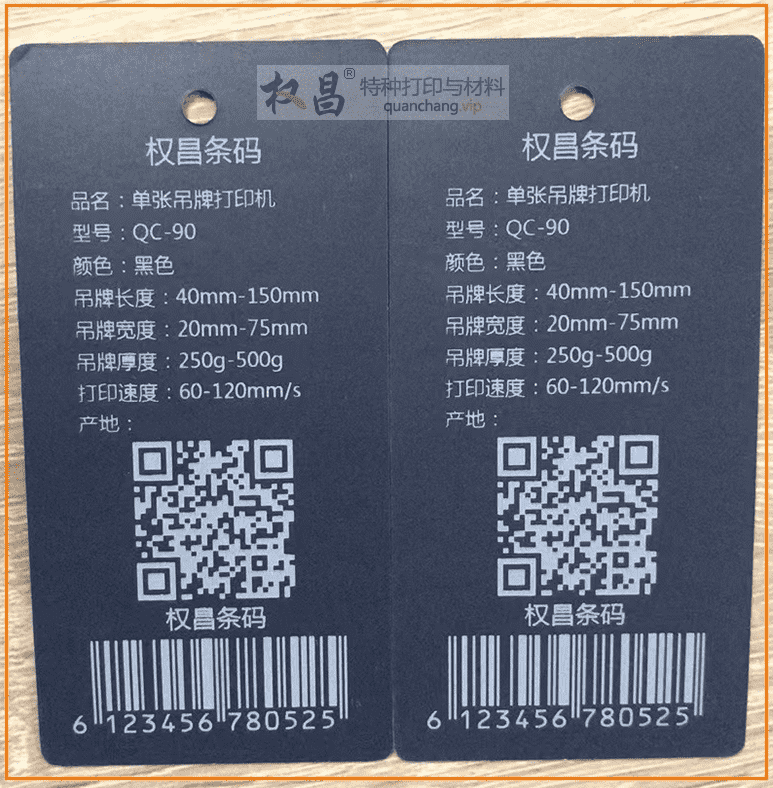 权昌® 特种打印与材料
quanchang.vip
权昌条码
品名：单张吊牌打印机
型号：QC-90
颜色：黑色
吊牌长度：40mm-150mm
吊牌宽度：20mm-75mm
吊牌厚度：250g-500g
打印速度：60-120mm/s
产地：
权昌条码
6 123456 780525
权昌条码
品名：单张吊牌打印机
型号：QC-90
颜色：黑色
吊牌长度：40mm-150mm
吊牌宽度：20mm-75mm
吊牌厚度：250g-500g
打印速度：60-120mm/s
产地：
权昌条码
6 123456 780525